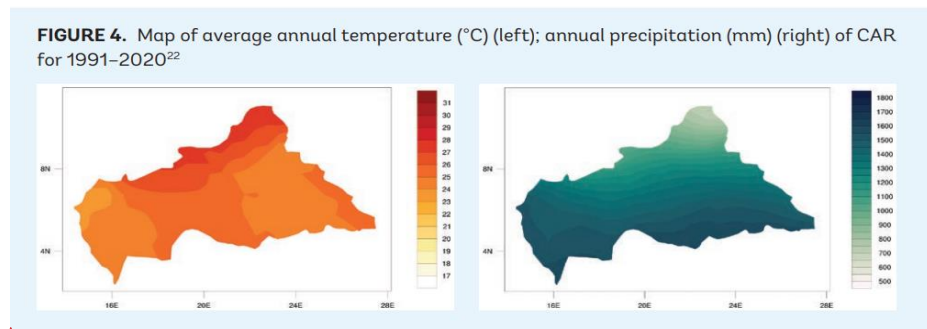 FIGURE 4. Map of average annual temperature (°C) (left); annual precipitation (mm) (right) of CAR
for 1991–2020²²
31
30
29
28
27
26
25
24
23
22
21
20
19
18
17
8N
4N
16E
20E
24E
28E
1800
1700
1600
1500
1400
1300
1200
1100
1000
900
800
700
600
500
8N
4N
16E
20E
24E
28E